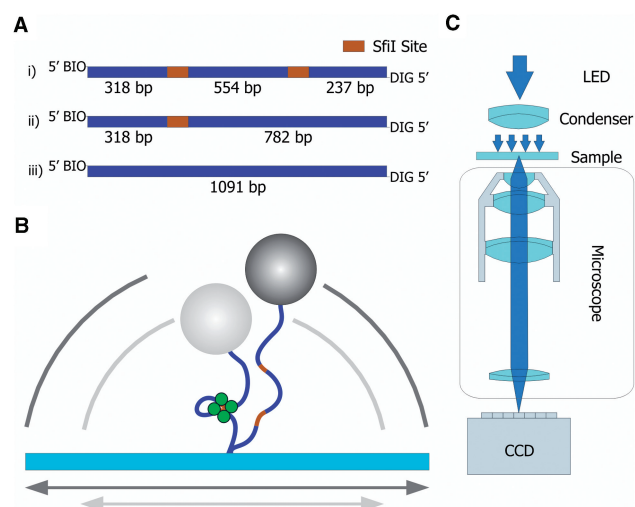 A
SfiI Site
i) 5′ BIO DIG 5′
318 bp 554 bp 237 bp
ii) 5′ BIO DIG 5′
318 bp 782 bp
iii) 5′ BIO DIG 5′
1091 bp
B
C
LED
Condenser
Sample
Microscope
CCD